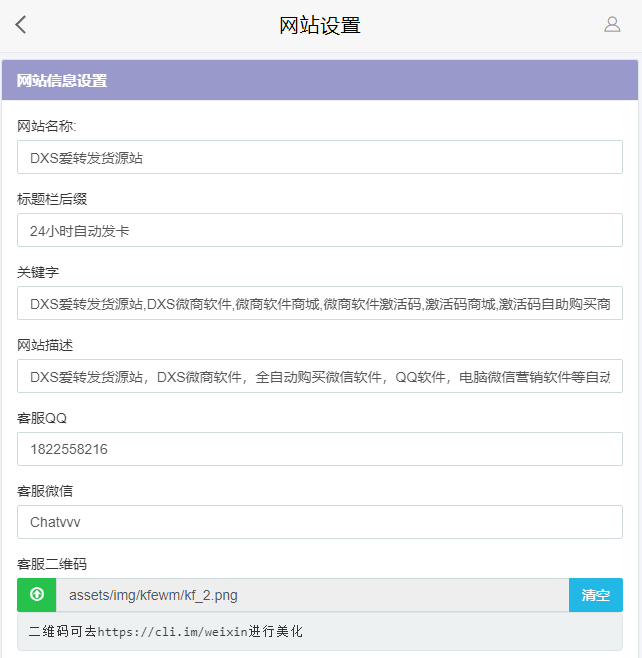 网站设置
网站信息设置
网站名称:
DXS爱转发货源站
标题栏后缀
24小时自动发卡
关键字
DXS爱转发货源站,DXS微商软件,微商软件商城,微商软件激活码,激活码商城,激活码自助购买商
网站描述
DXS爱转发货源站，DXS微商软件，全自动购买微信软件，QQ软件，电脑微信营销软件等自动
客服QQ
1822558216
客服微信
Chatvvv
客服二维码
assets/img/kfewm/kf_2.png 清空
二维码可去https://cli.im/weixin进行美化